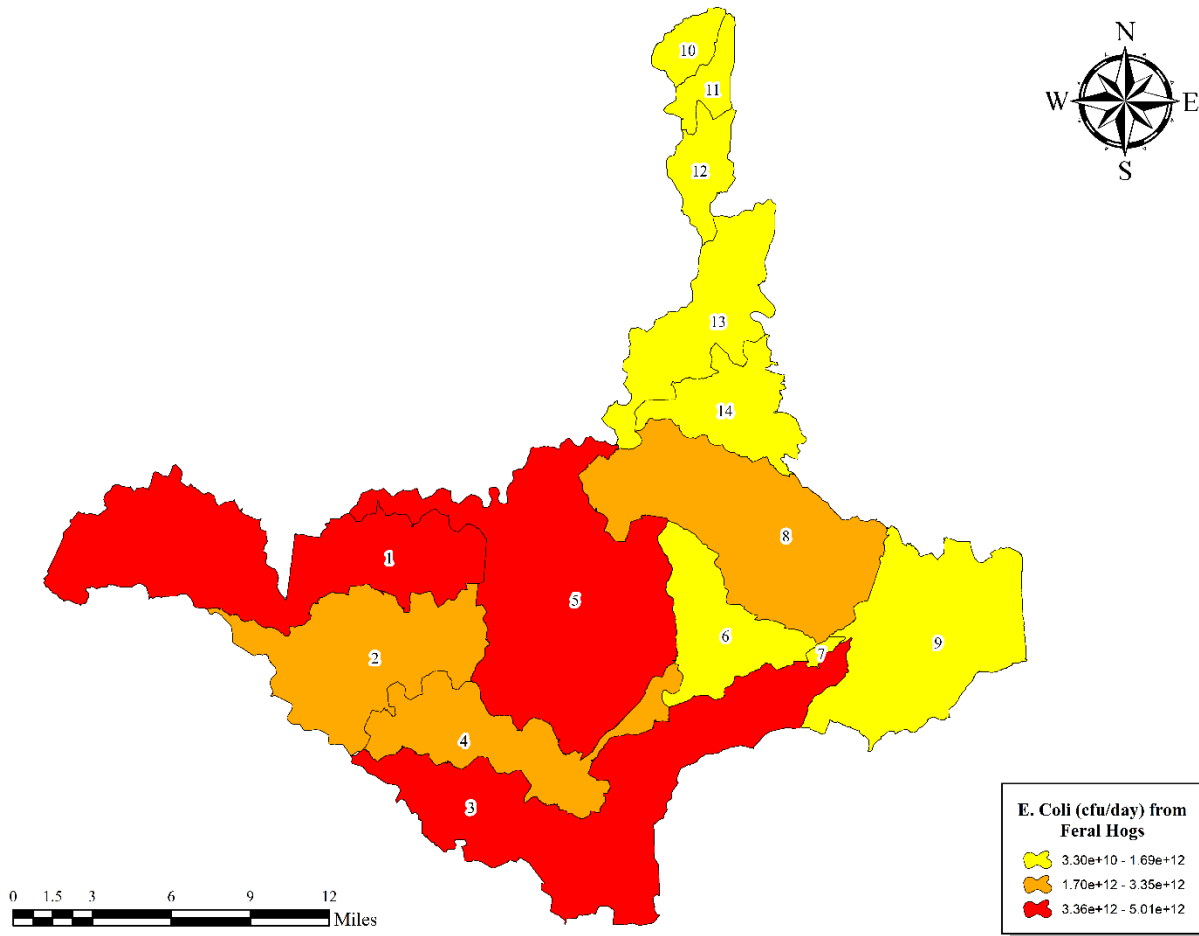 N
W E
S
10
11
12
13
14
8
1
5
6
7
9
2
4
3
E. Coli (cfu/day) from
Feral Hogs
3.30e+10 - 1.69e+12
1.70e+12 - 3.35e+12
3.36e+12 - 5.01e+12
0 1.5 3 6 9 12
Miles